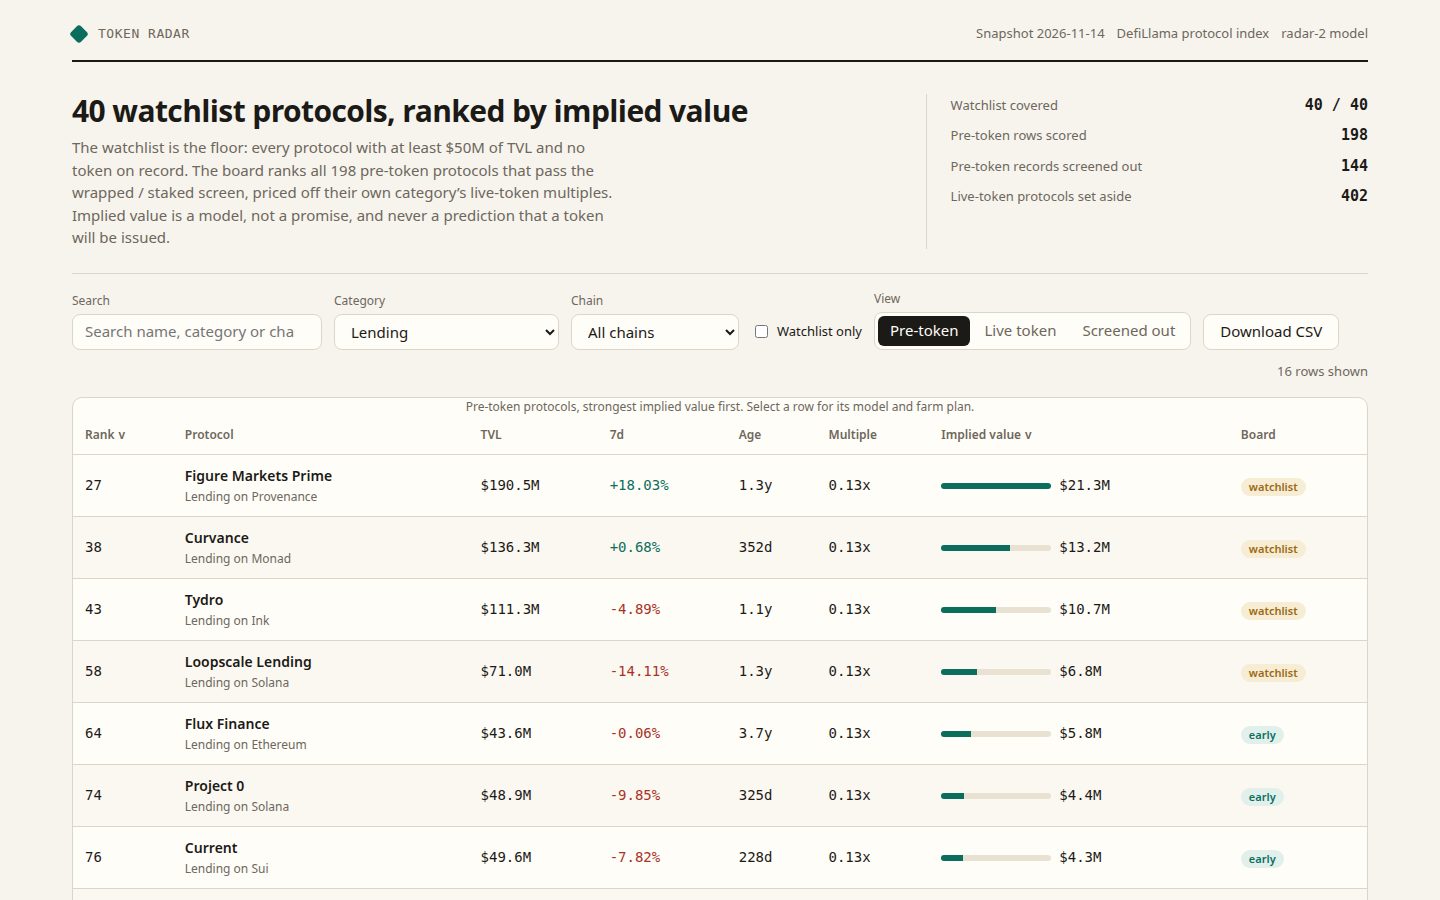 TOKEN RADAR
Snapshot 2026-11-14 DefiLlama protocol index radar-2 model
40 watchlist protocols, ranked by implied value
The watchlist is the floor: every protocol with at least $50M of TVL and no
token on record. The board ranks all 198 pre-token protocols that pass the
wrapped / staked screen, priced off their own category’s live-token multiples.
Implied value is a model, not a promise, and never a prediction that a token
will be issued.
Watchlist covered 40 / 40
Pre-token rows scored 198
Pre-token records screened out 144
Live-token protocols set aside 402
Search Category Chain View
Search name, category or cha Lending All chains Watchlist only Pre-token Live token Screened out Download CSV
16 rows shown
Pre-token protocols, strongest implied value first. Select a row for its model and farm plan.
Rank v Protocol TVL 7d Age Multiple Implied value v Board
27 Figure Markets Prime $190.5M +18.03% 1.3y 0.13x $21.3M watchlist
Lending on Provenance
38 Curvance $136.3M +0.68% 352d 0.13x $13.2M watchlist
Lending on Monad
43 Tydro $111.3M -4.89% 1.1y 0.13x $10.7M watchlist
Lending on Ink
58 Loopscale Lending $71.0M -14.11% 1.3y 0.13x $6.8M watchlist
Lending on Solana
64 Flux Finance $43.6M -0.06% 3.7y 0.13x $5.8M early
Lending on Ethereum
74 Project 0 $48.9M -9.85% 325d 0.13x $4.4M early
Lending on Solana
76 Current $49.6M -7.82% 228d 0.13x $4.3M early
Lending on Sui